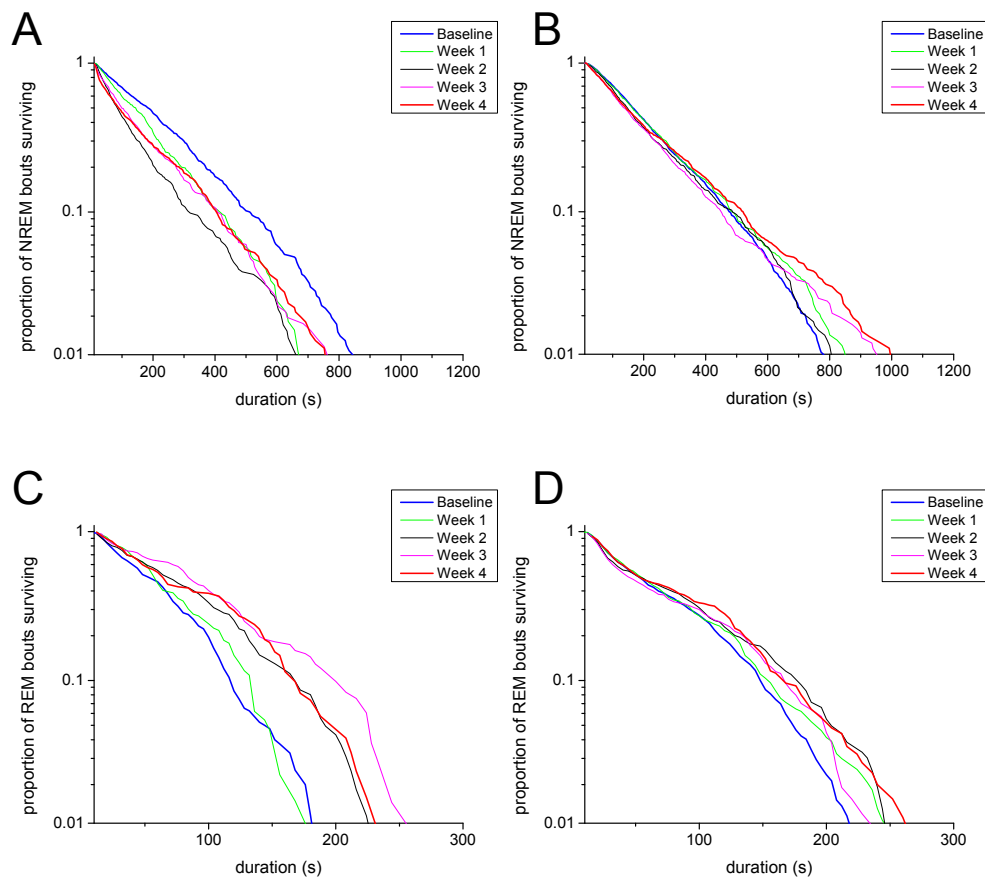 A
Baseline
Week 1
Week 2
Week 3
Week 4
1
0.1
0.01
proportion of NREM bouts surviving
200 400 600 800 1000 1200
duration (s)
B
Baseline
Week 1
Week 2
Week 3
Week 4
1
0.1
0.01
proportion of NREM bouts surviving
200 400 600 800 1000 1200
duration (s)
C
Baseline
Week 1
Week 2
Week 3
Week 4
1
0.1
0.01
proportion of REM bouts surviving
100 200 300
duration (s)
D
Baseline
Week 1
Week 2
Week 3
Week 4
1
0.1
0.01
proportion of REM bouts surviving
100 200 300
duration (s)